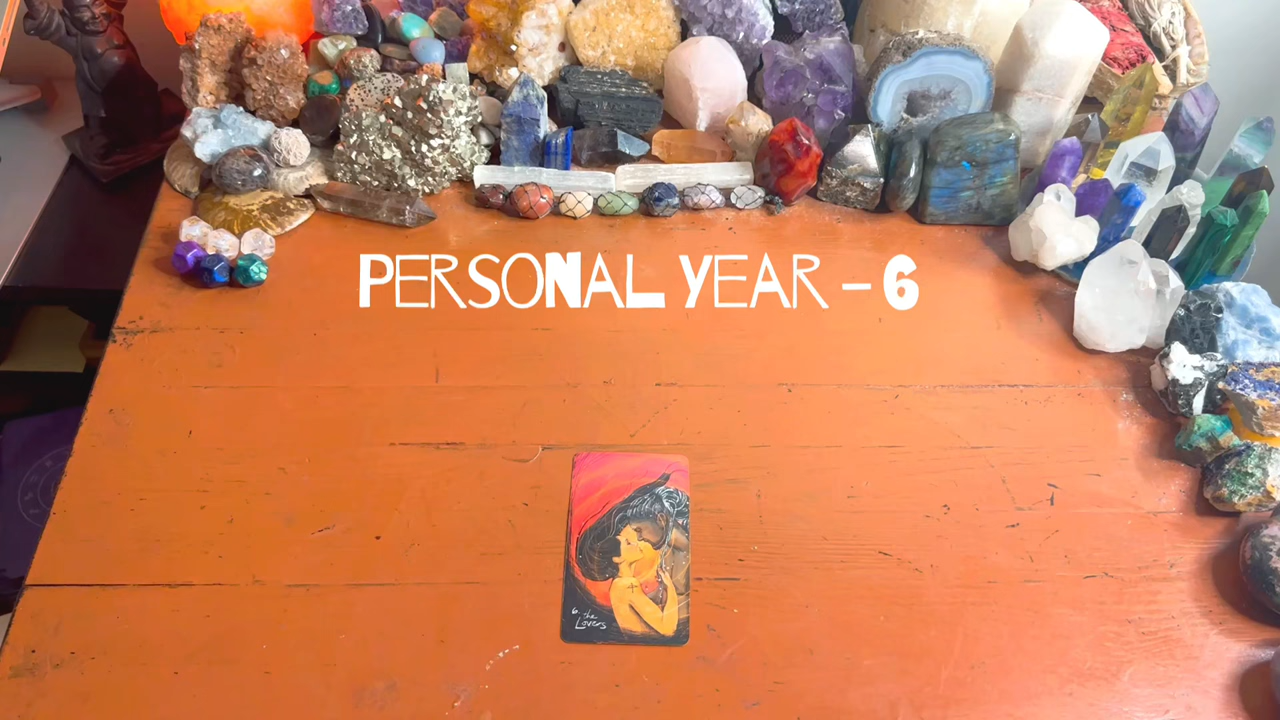 PERSONAL YEAR – 6
6. the
Lovers